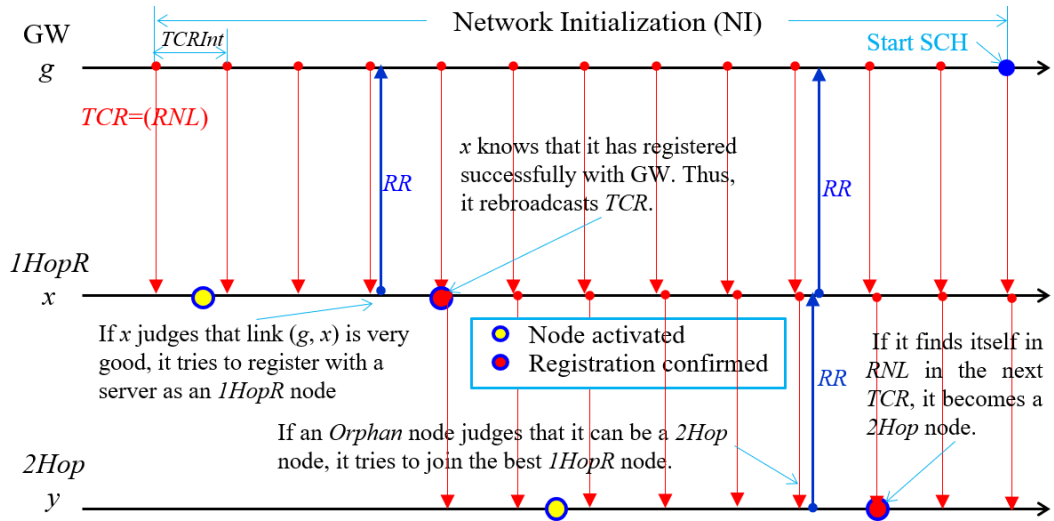 Network Initialization (NI)
GW
TCRInt
Start SCH
g
TCR=(RNL)
x knows that it has registered
successfully with GW. Thus,
it rebroadcasts TCR.
RR
RR
1HopR
x
If x judges that link (g, x) is very
good, it tries to register with a
server as an 1HopR node
Node activated
Registration confirmed
If it finds itself in
RNL in the next
TCR, it becomes a
2Hop node.
RR
If an Orphan node judges that it can be a 2Hop
node, it tries to join the best 1HopR node.
2Hop
y